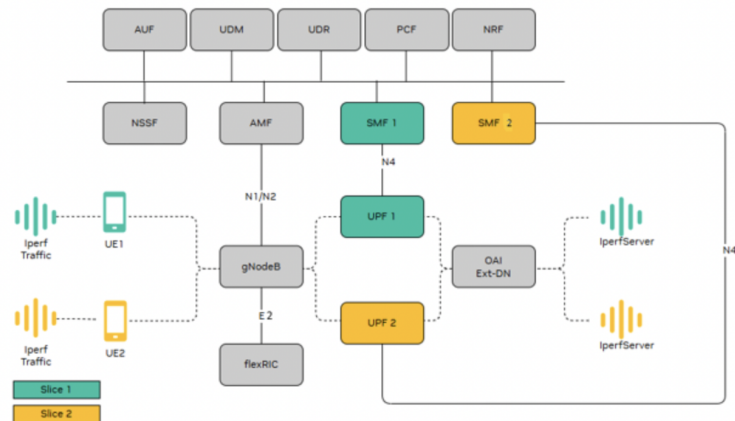 AUF
UDM
UDR
PCF
NRF
NSSF
AMF
SMF 1
SMF 2
N4
N1/N2
UPF 1
Iperf
Traffic
UE1
IperfServer
N4
gNodeB
OAI
Ext-DN
E2
UPF 2
Iperf
Traffic
UE2
IperfServer
flexRIC
Slice 1
Slice 2